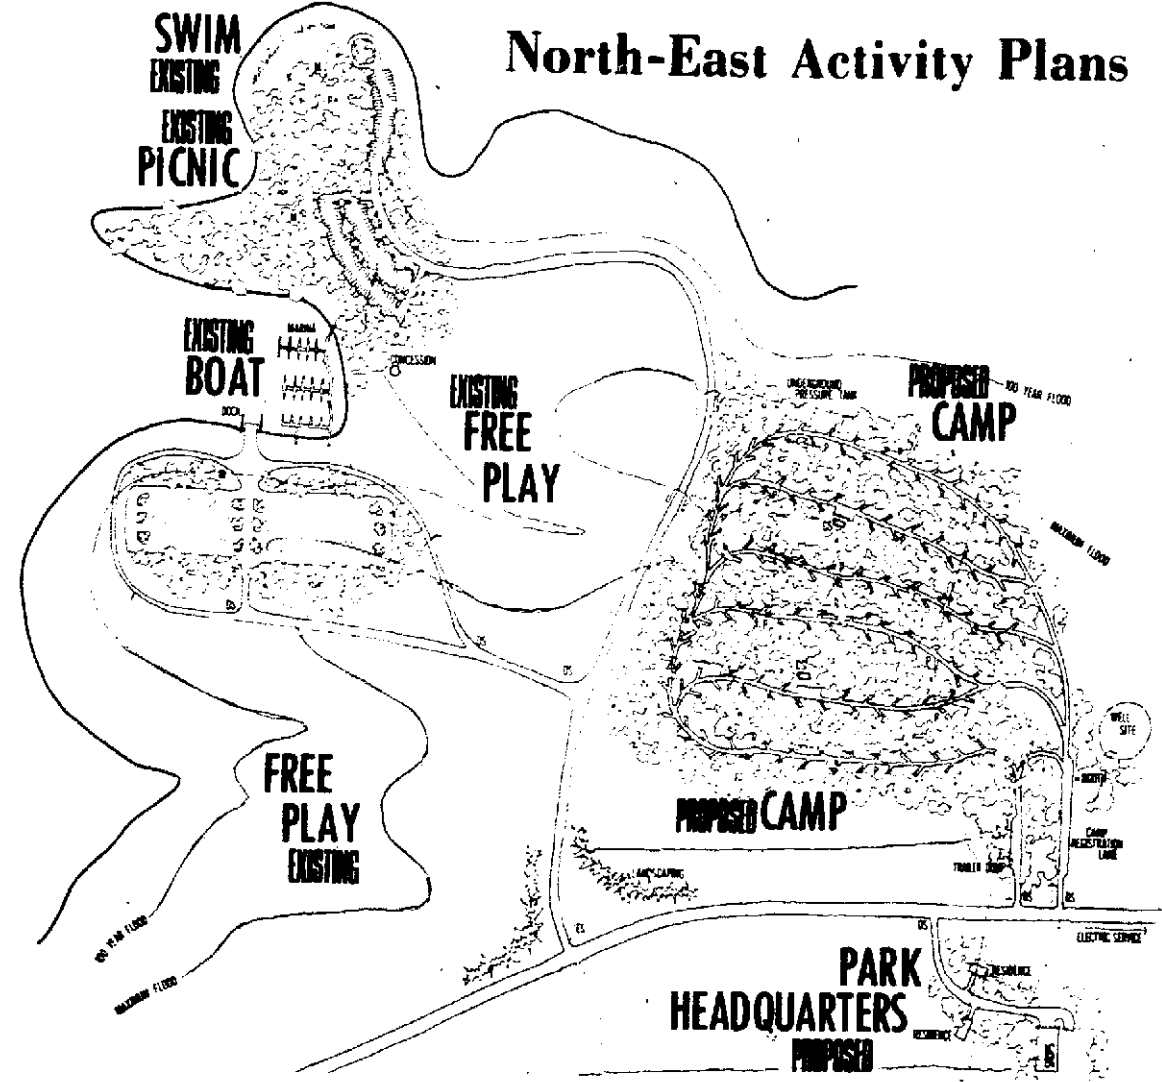 North-East Activity Plans
SWIM
EXISTING
EXISTING
PICNIC
EXISTING
BOAT
MARINA
DOCK
CONCESSION
EXISTING
FREE
PLAY
UNDERGROUND
PRESSURE TANK
PROPOSED
CAMP
100 YEAR FLOOD
MAXIMUM FLOOD
WELL
SITE
FREE
PLAY
EXISTING
PROPOSED CAMP
CAMP
REGISTRATION
LANE
TRAILER DUMP
LANDSCAPING
100 YEAR FLOOD
MAXIMUM FLOOD
ELECTRIC SERVICE
PARK
HEADQUARTERS
PROPOSED
RESIDENCE
RESIDENCE